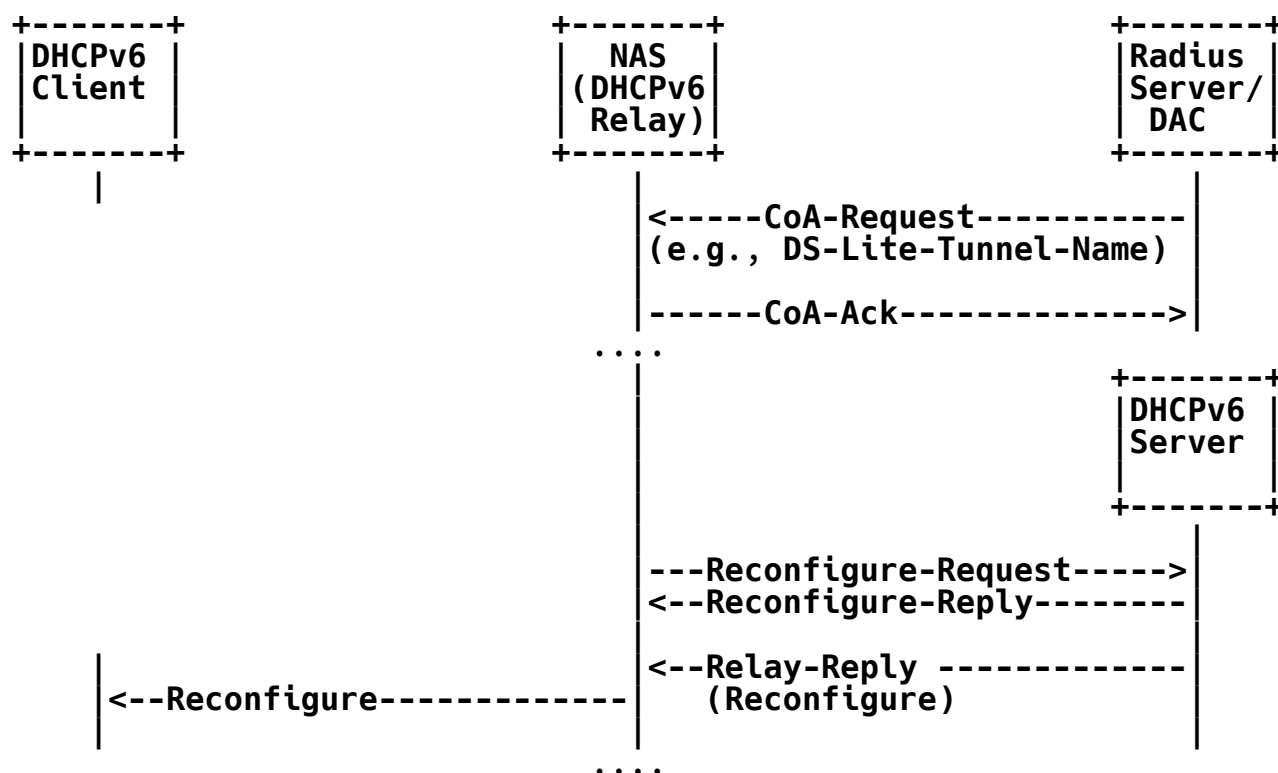 DHCPv6 Client
NAS (DHCPv6 Relay)
Radius Server/ DAC
<-----CoA-Request-----------
(e.g., DS-Lite-Tunnel-Name)
------CoA-Ack-------------->
....
DHCPv6 Server
---Reconfigure-Request----->
<--Reconfigure-Reply--------
<--Relay-Reply -------------
<--Reconfigure-------------
(Reconfigure)
....